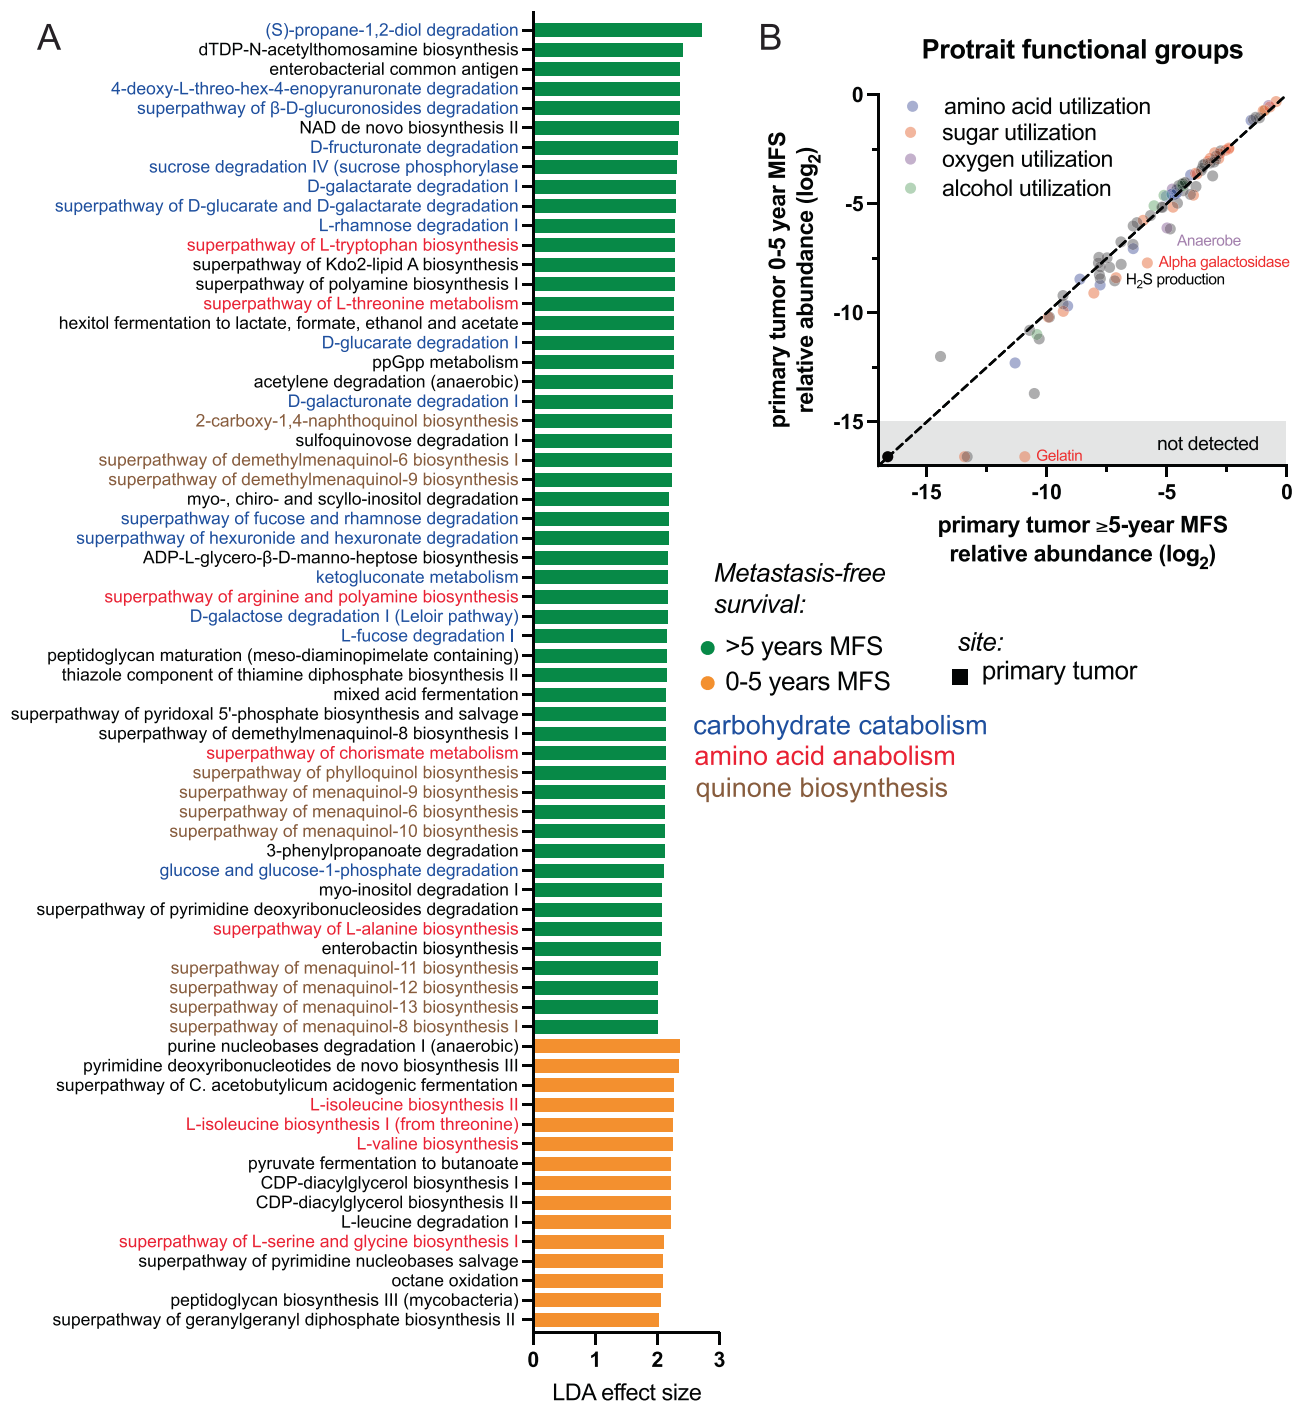 A
(S)-propane-1,2-diol degradation
dTDP-N-acetylthomosamine biosynthesis
enterobacterial common antigen
4-deoxy-L-threo-hex-4-enopyranuronate degradation
superpathway of β-D-glucuronosides degradation
NAD de novo biosynthesis II
D-fructuronate degradation
sucrose degradation IV (sucrose phosphorylase
D-galactarate degradation I
superpathway of D-glucarate and D-galactarate degradation
L-rhamnose degradation I
superpathway of L-tryptophan biosynthesis
superpathway of Kdo2-lipid A biosynthesis
superpathway of polyamine biosynthesis I
superpathway of L-threonine metabolism
hexitol fermentation to lactate, formate, ethanol and acetate
D-glucarate degradation I
ppGpp metabolism
acetylene degradation (anaerobic)
D-galacturonate degradation I
2-carboxy-1,4-naphthoquinol biosynthesis
sulfoquinovose degradation I
superpathway of demethylmenaquinol-6 biosynthesis I
superpathway of demethylmenaquinol-9 biosynthesis
myo-, chiro- and scyllo-inositol degradation
superpathway of fucose and rhamnose degradation
superpathway of hexuronide and hexuronate degradation
ADP-L-glycero-β-D-manno-heptose biosynthesis
ketogluconate metabolism
superpathway of arginine and polyamine biosynthesis
D-galactose degradation I (Leloir pathway)
L-fucose degradation I
peptidoglycan maturation (meso-diaminopimelate containing)
thiazole component of thiamine diphosphate biosynthesis II
mixed acid fermentation
superpathway of pyridoxal 5'-phosphate biosynthesis and salvage
superpathway of demethylmenaquinol-8 biosynthesis I
superpathway of chorismate metabolism
superpathway of phylloquinol biosynthesis
superpathway of menaquinol-9 biosynthesis
superpathway of menaquinol-6 biosynthesis
superpathway of menaquinol-10 biosynthesis
3-phenylpropanoate degradation
glucose and glucose-1-phosphate degradation
myo-inositol degradation I
superpathway of pyrimidine deoxyribonucleosides degradation
superpathway of L-alanine biosynthesis
enterobactin biosynthesis
superpathway of menaquinol-11 biosynthesis
superpathway of menaquinol-12 biosynthesis
superpathway of menaquinol-13 biosynthesis
superpathway of menaquinol-8 biosynthesis I
purine nucleobases degradation I (anaerobic)
pyrimidine deoxyribonucleotides de novo biosynthesis III
superpathway of C. acetobutylicum acidogenic fermentation
L-isoleucine biosynthesis II
L-isoleucine biosynthesis I (from threonine)
L-valine biosynthesis
pyruvate fermentation to butanoate
CDP-diacylglycerol biosynthesis I
CDP-diacylglycerol biosynthesis II
L-leucine degradation I
superpathway of L-serine and glycine biosynthesis I
superpathway of pyrimidine nucleobases salvage
octane oxidation
peptidoglycan biosynthesis III (mycobacteria)
superpathway of geranylgeranyl diphosphate biosynthesis II
0 1 2 3
LDA effect size
B
Protrait functional groups
primary tumor 0-5 year MFS
relative abundance (log2)
0
-5
-10
-15
amino acid utilization
sugar utilization
oxygen utilization
alcohol utilization
Anaerobe
Alpha galactosidase
H2S production
not detected
Gelatin
-15 -10 -5 0
primary tumor ≥5-year MFS
relative abundance (log2)
Metastasis-free
survival:
>5 years MFS
0-5 years MFS
site:
primary tumor
carbohydrate catabolism
amino acid anabolism
quinone biosynthesis